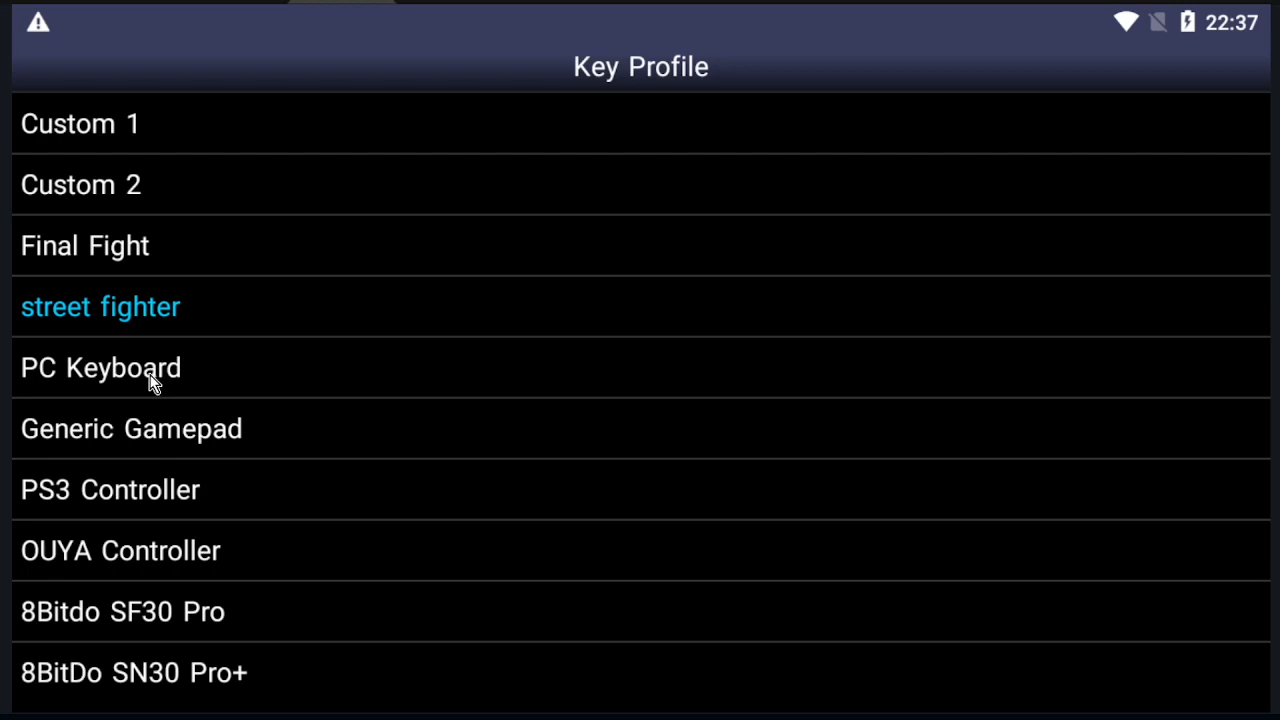 22:37
Key Profile
Custom 1
Custom 2
Final Fight
street fighter
PC Keyboard
Generic Gamepad
PS3 Controller
OUYA Controller
8Bitdo SF30 Pro
8BitDo SN30 Pro+